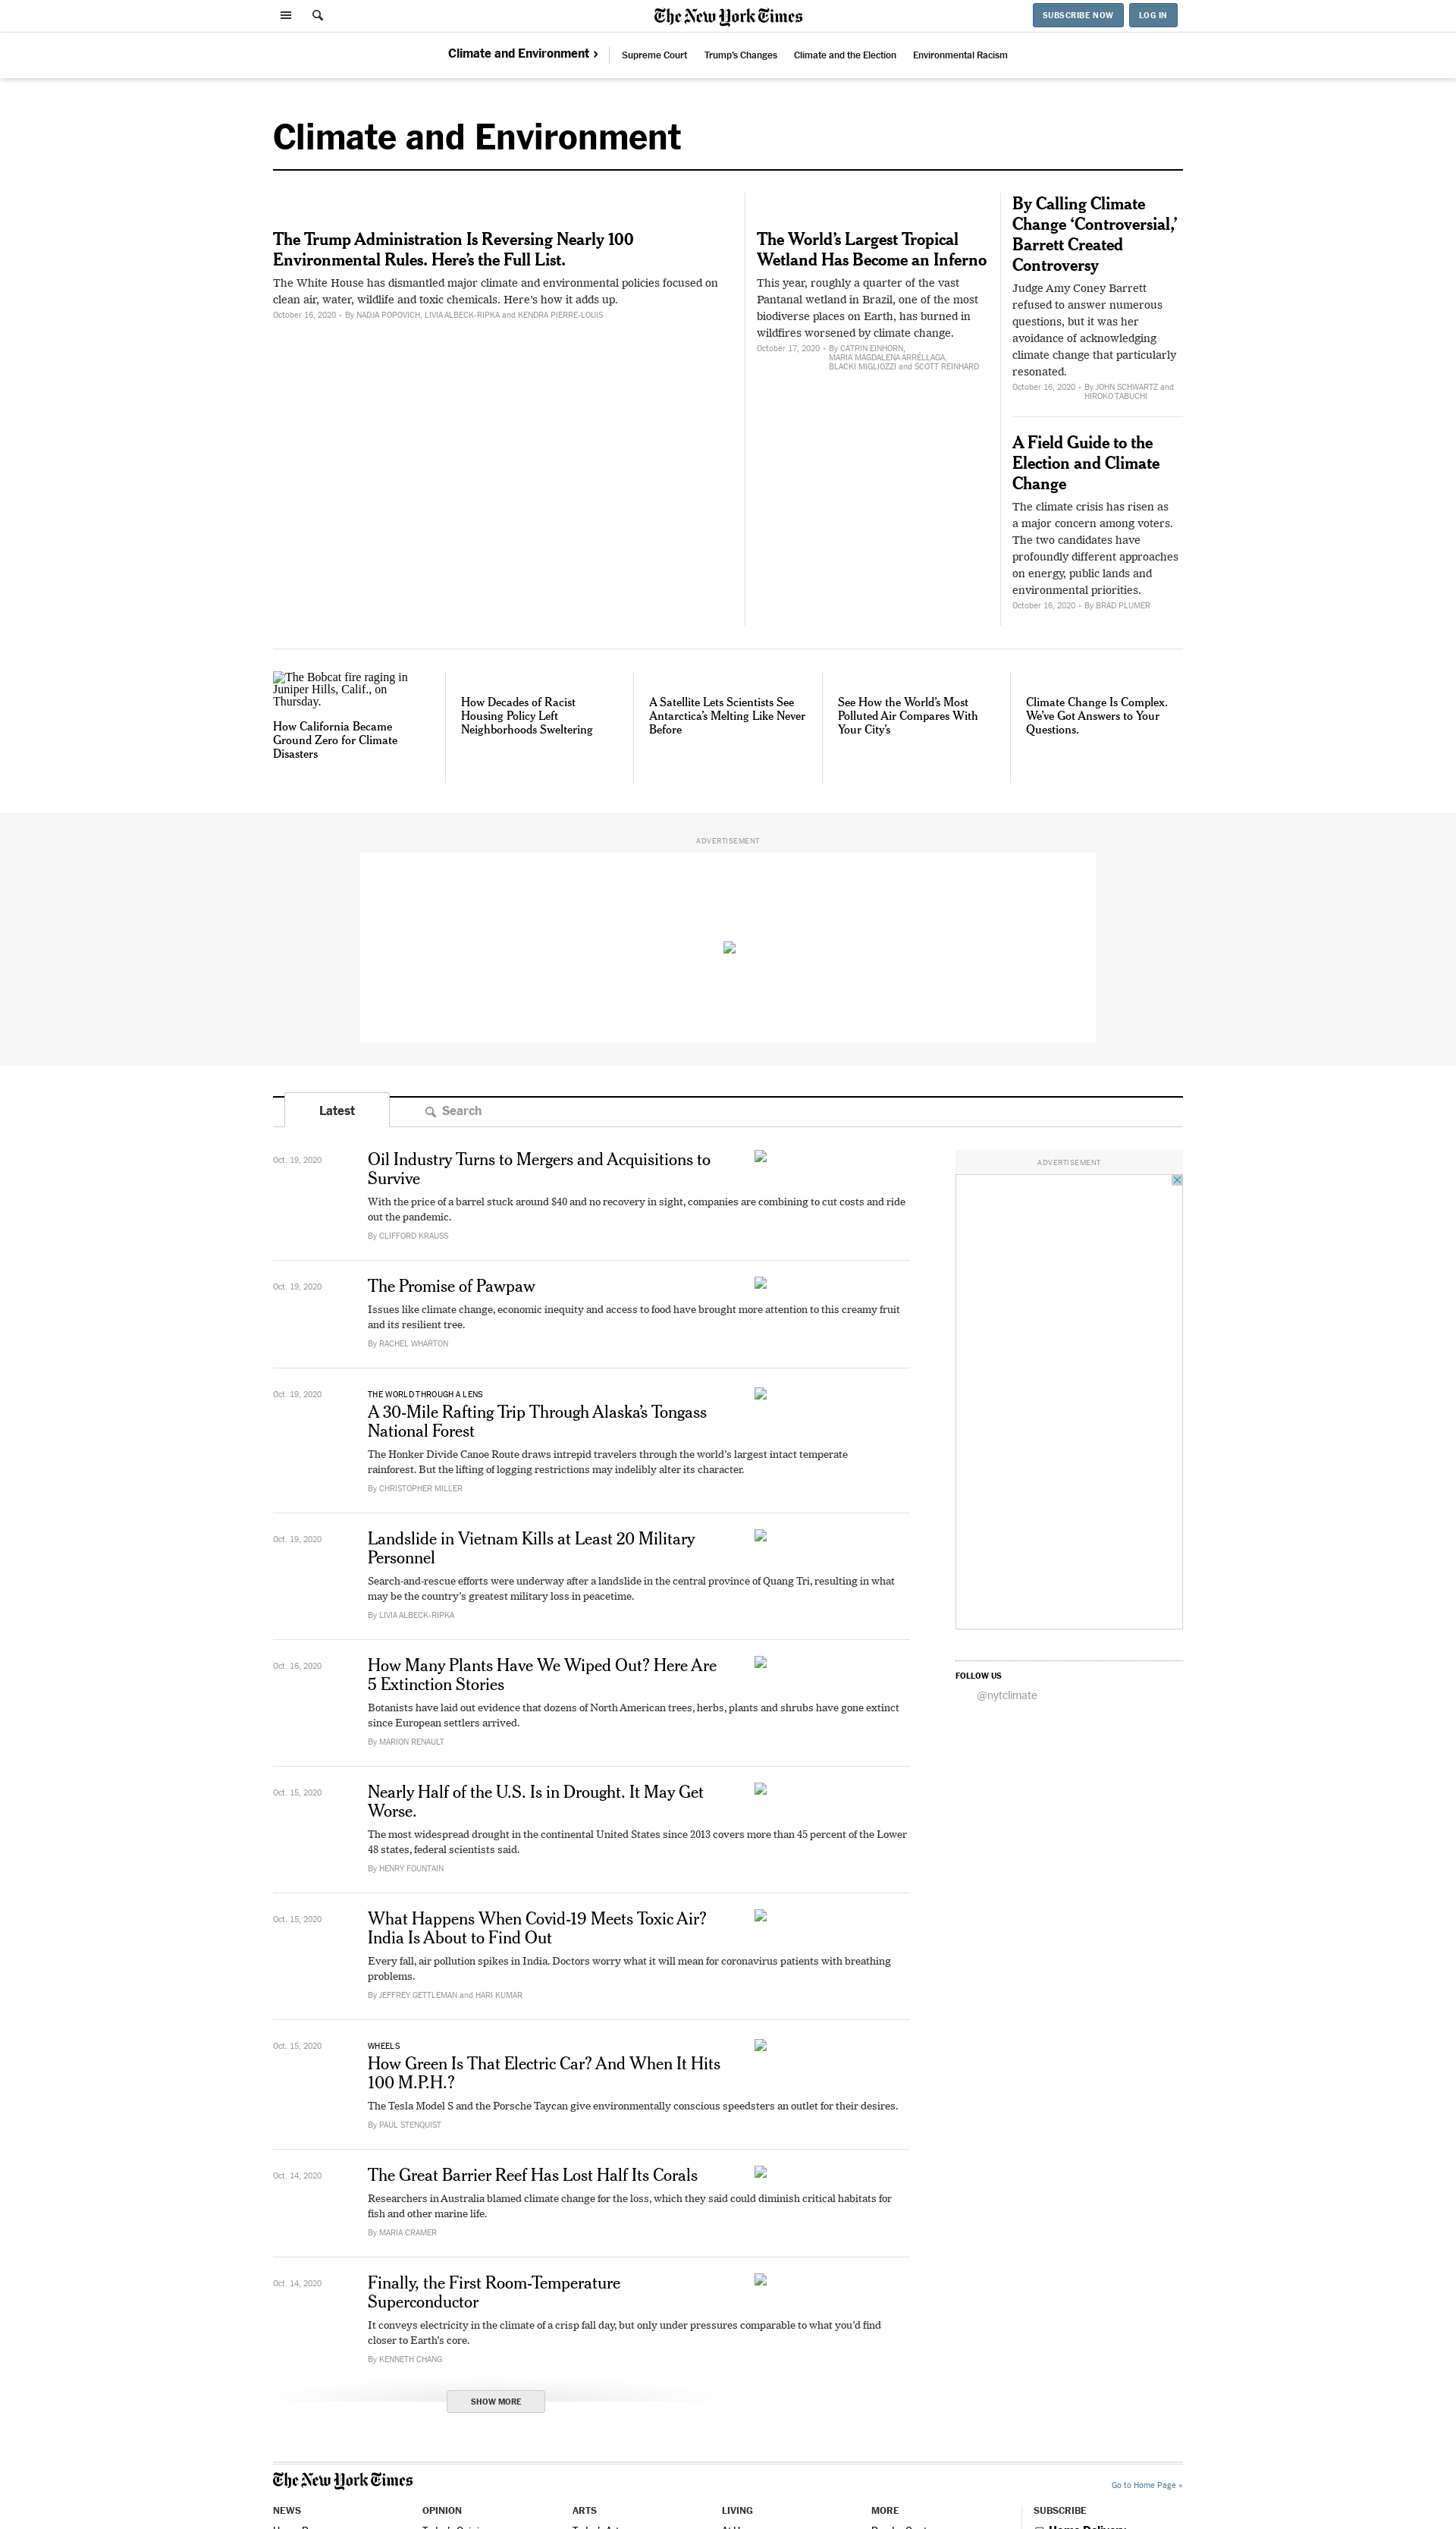 The New York Times
SUBSCRIBE NOW
LOG IN
Climate and Environment ›
Supreme Court
Trump's Changes
Climate and the Election
Environmental Racism
Climate and Environment
The Trump Administration Is Reversing Nearly 100
Environmental Rules. Here’s the Full List.
The White House has dismantled major climate and environmental policies focused on
clean air, water, wildlife and toxic chemicals. Here’s how it adds up.
October 16, 2020 • By NADJA POPOVICH, LIVIA ALBECK-RIPKA and KENDRA PIERRE-LOUIS
The World’s Largest Tropical
Wetland Has Become an Inferno
This year, roughly a quarter of the vast
Pantanal wetland in Brazil, one of the most
biodiverse places on Earth, has burned in
wildfires worsened by climate change.
October 17, 2020 • By CATRIN EINHORN,
MARIA MAGDALENA ARRÉLLAGA,
BLACKI MIGLIOZZI and SCOTT REINHARD
By Calling Climate
Change ‘Controversial,’
Barrett Created
Controversy
Judge Amy Coney Barrett
refused to answer numerous
questions, but it was her
avoidance of acknowledging
climate change that particularly
resonated.
October 16, 2020 • By JOHN SCHWARTZ and
HIROKO TABUCHI
A Field Guide to the
Election and Climate
Change
The climate crisis has risen as
a major concern among voters.
The two candidates have
profoundly different approaches
on energy, public lands and
environmental priorities.
October 16, 2020 • By BRAD PLUMER
The Bobcat fire raging in
Juniper Hills, Calif., on
Thursday.
How California Became
Ground Zero for Climate
Disasters
How Decades of Racist
Housing Policy Left
Neighborhoods Sweltering
A Satellite Lets Scientists See
Antarctica’s Melting Like Never
Before
See How the World’s Most
Polluted Air Compares With
Your City’s
Climate Change Is Complex.
We’ve Got Answers to Your
Questions.
ADVERTISEMENT
Latest
Search
Oct. 19, 2020
Oil Industry Turns to Mergers and Acquisitions to
Survive
With the price of a barrel stuck around $40 and no recovery in sight, companies are combining to cut costs and ride
out the pandemic.
By CLIFFORD KRAUSS
ADVERTISEMENT
Oct. 19, 2020
The Promise of Pawpaw
Issues like climate change, economic inequity and access to food have brought more attention to this creamy fruit
and its resilient tree.
By RACHEL WHARTON
Oct. 19, 2020
THE WORLD THROUGH A LENS
A 30-Mile Rafting Trip Through Alaska’s Tongass
National Forest
The Honker Divide Canoe Route draws intrepid travelers through the world’s largest intact temperate
rainforest. But the lifting of logging restrictions may indelibly alter its character.
By CHRISTOPHER MILLER
Oct. 19, 2020
Landslide in Vietnam Kills at Least 20 Military
Personnel
Search-and-rescue efforts were underway after a landslide in the central province of Quang Tri, resulting in what
may be the country’s greatest military loss in peacetime.
By LIVIA ALBECK-RIPKA
Oct. 16, 2020
How Many Plants Have We Wiped Out? Here Are
5 Extinction Stories
Botanists have laid out evidence that dozens of North American trees, herbs, plants and shrubs have gone extinct
since European settlers arrived.
By MARION RENAULT
FOLLOW US
@nytclimate
Oct. 15, 2020
Nearly Half of the U.S. Is in Drought. It May Get
Worse.
The most widespread drought in the continental United States since 2013 covers more than 45 percent of the Lower
48 states, federal scientists said.
By HENRY FOUNTAIN
Oct. 15, 2020
What Happens When Covid-19 Meets Toxic Air?
India Is About to Find Out
Every fall, air pollution spikes in India. Doctors worry what it will mean for coronavirus patients with breathing
problems.
By JEFFREY GETTLEMAN and HARI KUMAR
Oct. 15, 2020
WHEELS
How Green Is That Electric Car? And When It Hits
100 M.P.H.?
The Tesla Model S and the Porsche Taycan give environmentally conscious speedsters an outlet for their desires.
By PAUL STENQUIST
Oct. 14, 2020
The Great Barrier Reef Has Lost Half Its Corals
Researchers in Australia blamed climate change for the loss, which they said could diminish critical habitats for
fish and other marine life.
By MARIA CRAMER
Oct. 14, 2020
Finally, the First Room-Temperature
Superconductor
It conveys electricity in the climate of a crisp fall day, but only under pressures comparable to what you’d find
closer to Earth’s core.
By KENNETH CHANG
SHOW MORE
The New York Times
Go to Home Page »
NEWS
OPINION
ARTS
LIVING
MORE
SUBSCRIBE